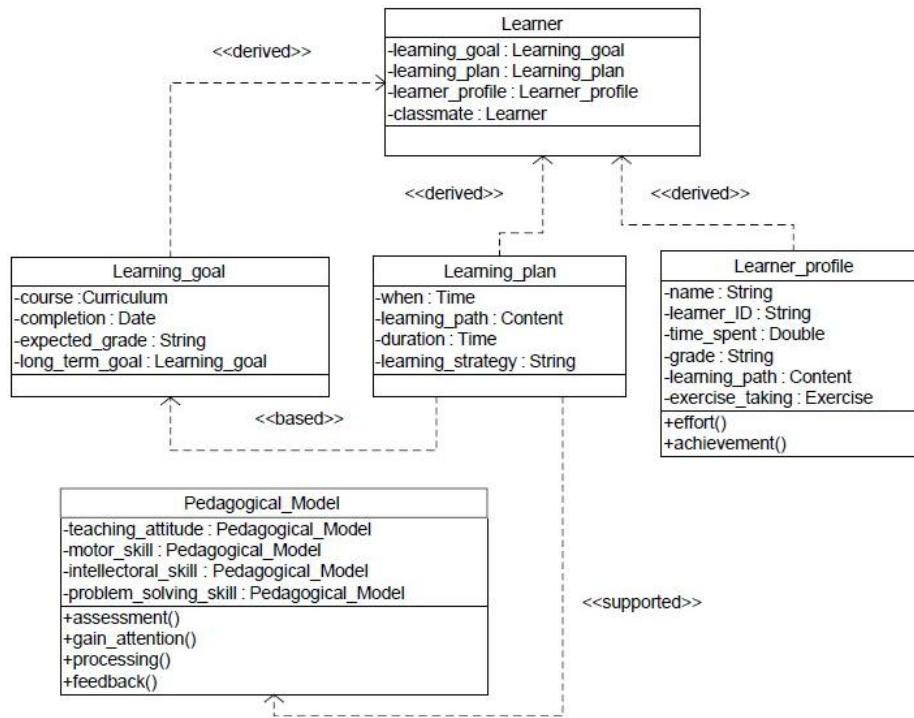 Learner
-learning_goal : Learning_goal
-learning_plan : Learning_plan
-learner_profile : Learner_profile
-classmate : Learner
<<derived>>
<<derived>>
<<derived>>
Learning_goal
-course :Curriculum
-completion : Date
-expected_grade : String
-long_term_goal : Learning_goal
Learning_plan
-when : Time
-learning_path : Content
-duration : Time
-learning_strategy : String
Learner_profile
-name : String
-learner_ID : String
-time_spent : Double
-grade : String
-learning_path : Content
-exercise_taking : Exercise
+effort()
+achievement()
<<based>>
Pedagogical_Model
-teaching_attitude : Pedagogical_Model
-motor_skill : Pedagogical_Model
-intellectoral_skill : Pedagogical_Model
-problem_solving_skill : Pedagogical_Model
+assessment()
+gain_attention()
+processing()
+feedback()
<<supported>>